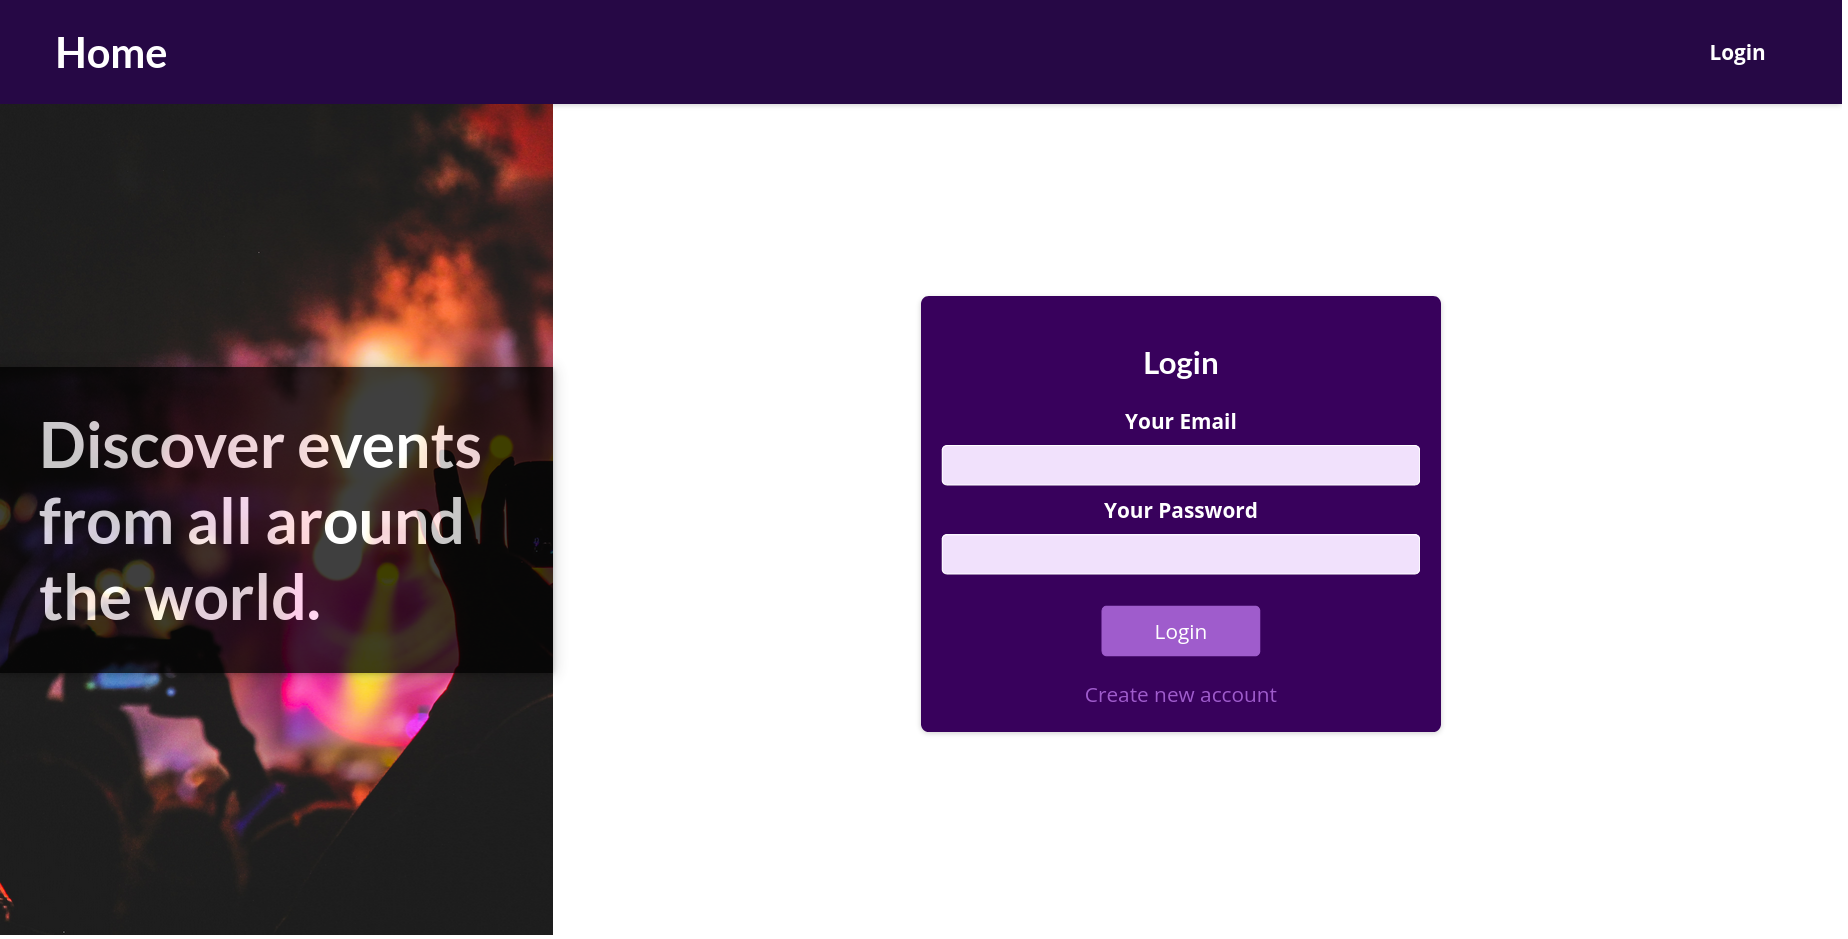 Home
Login
Discover events
from all around
the world.
Login
Your Email
Your Password
Login
Create new account